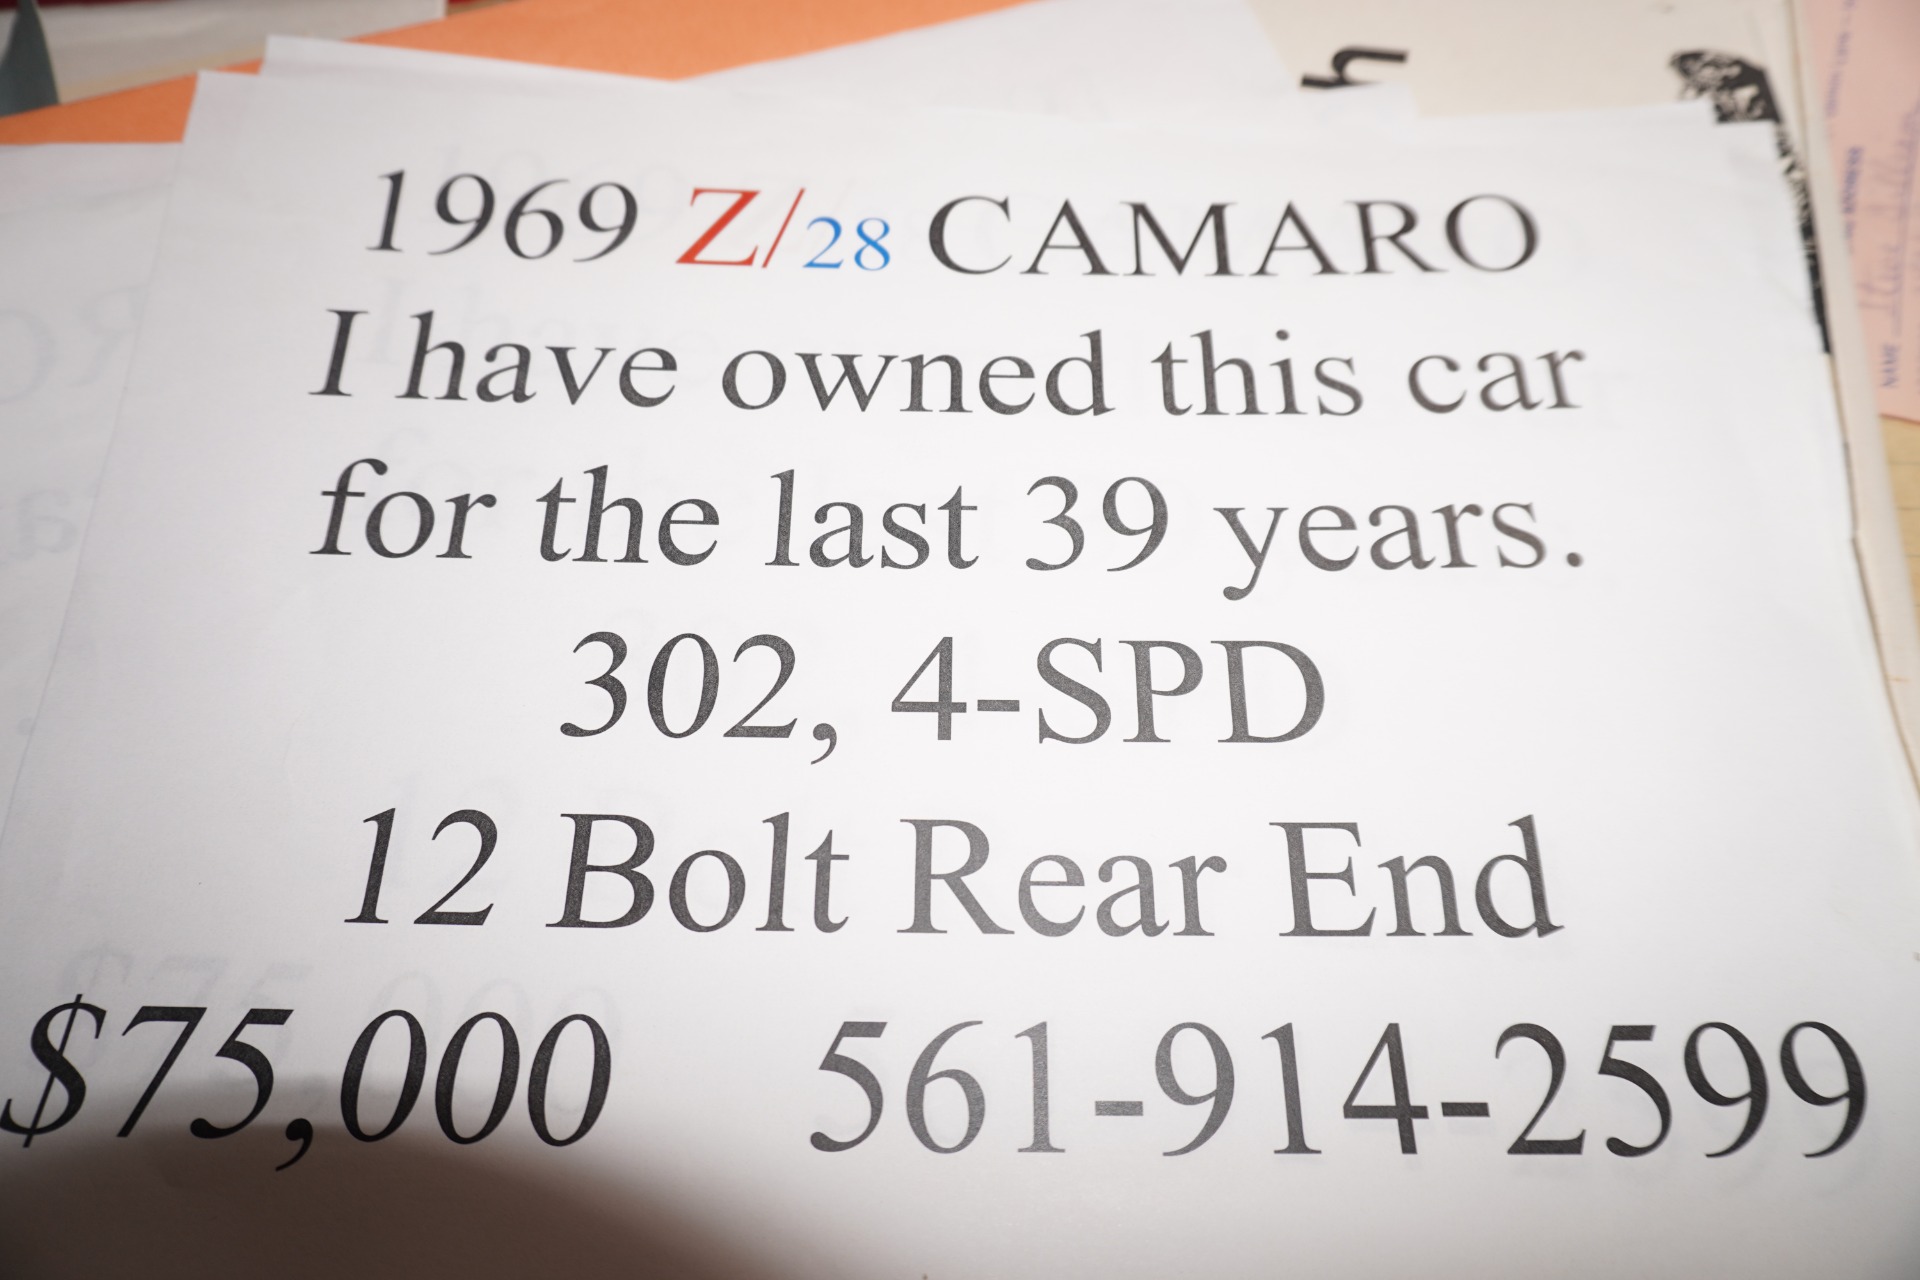 1969 Z/28 CAMARO
I have owned this car
for the last 39 years.
302, 4-SPD
12 Bolt Rear End
$75,000 561-914-2599
h
NAME